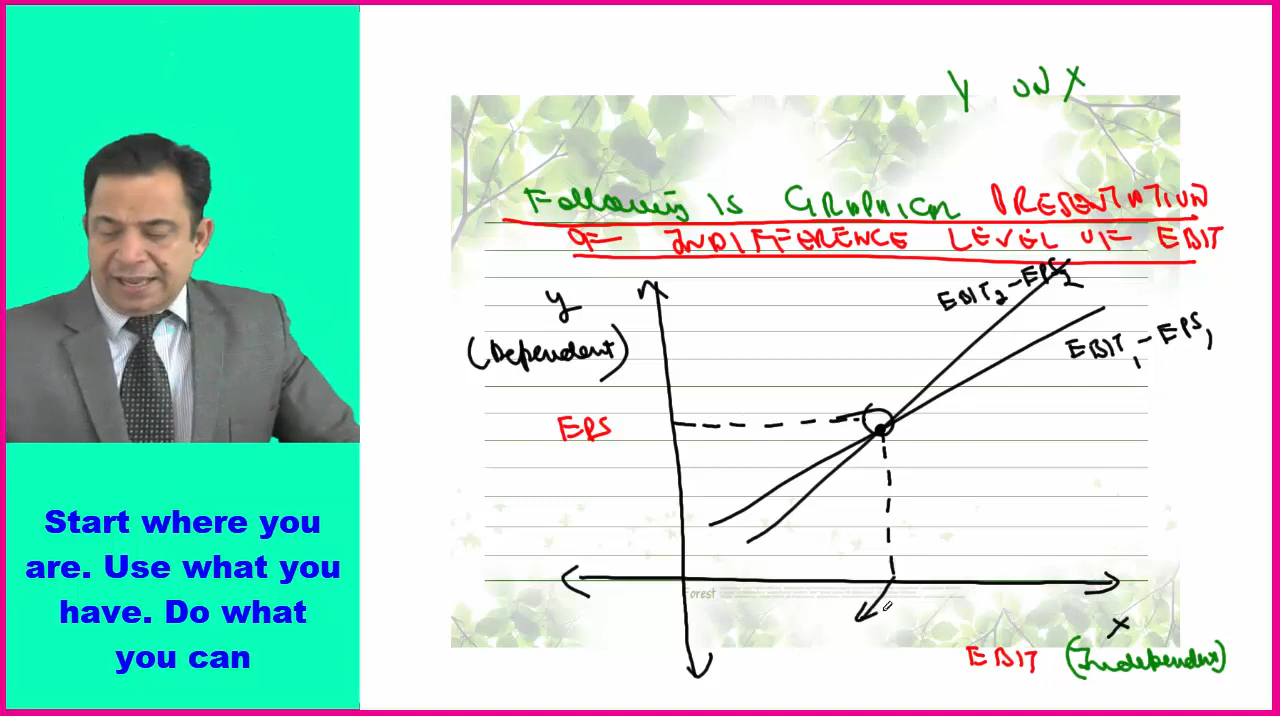 Y ON X
Following IS GRAPHICAL PRESENTATION
OF INDIFFERENCE LEVEL OF EBIT
EBIT2-EPS2
EBIT1-EPS1
y
(Dependent)
EPS
Forest
X
EBIT (Independent)
Start where you
are. Use what you
have. Do what
you can